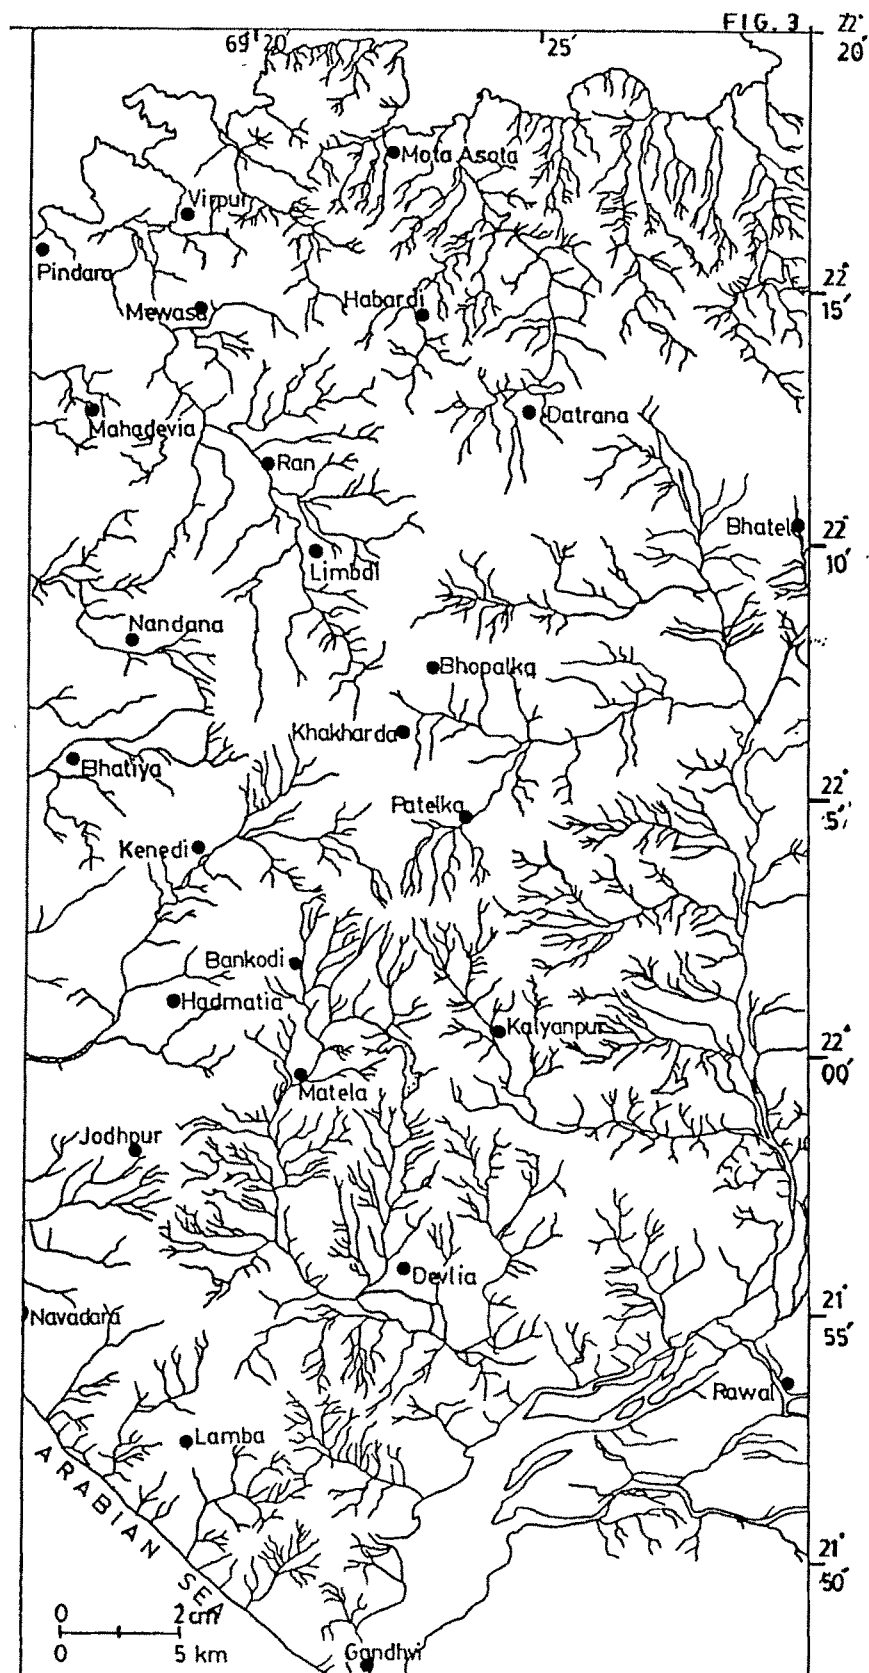 FIG. 3
22°
20'
69° 20'
25'
Mota Asota
Virpur
Pindara
22°
15'
Habardi
Mewasa
Datrana
Mahadevia
Ran
Bhatel
22°
10'
Limbdi
Nandana
Bhopalka
Khakharda
Bhatiya
22°
5'
Patelka
Kenedi
Bankodi
Hadmatia
Kalyanpur
22°
00'
Matela
Jodhpur
Devlia
Navadara
21°
55'
Rawal
Lamba
ARABIAN SEA
21°
50'
0 2cm
0 5 km
Gandhvi